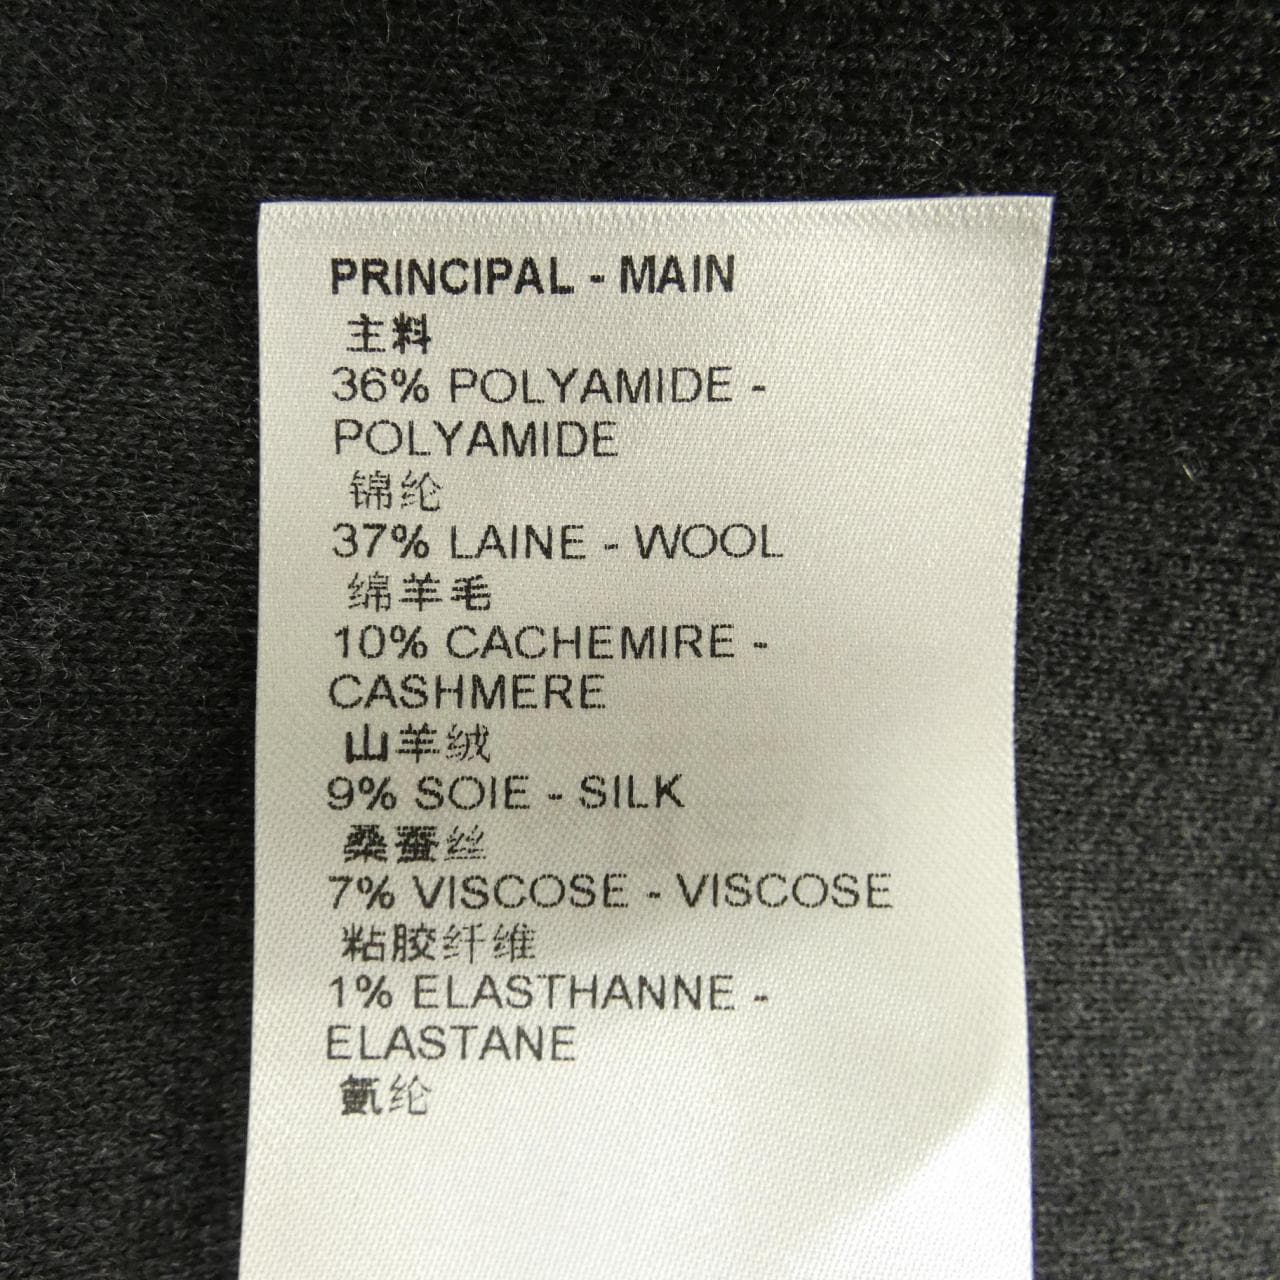 PRINCIPAL - MAIN
主料
36% POLYAMIDE -
POLYAMIDE
锦纶
37% LAINE - WOOL
绵羊毛
10% CACHEMIRE -
CASHMERE
山羊绒
9% SOIE - SILK
桑蚕丝
7% VISCOSE - VISCOSE
粘胶纤维
1% ELASTHANNE -
ELASTANE
氨纶